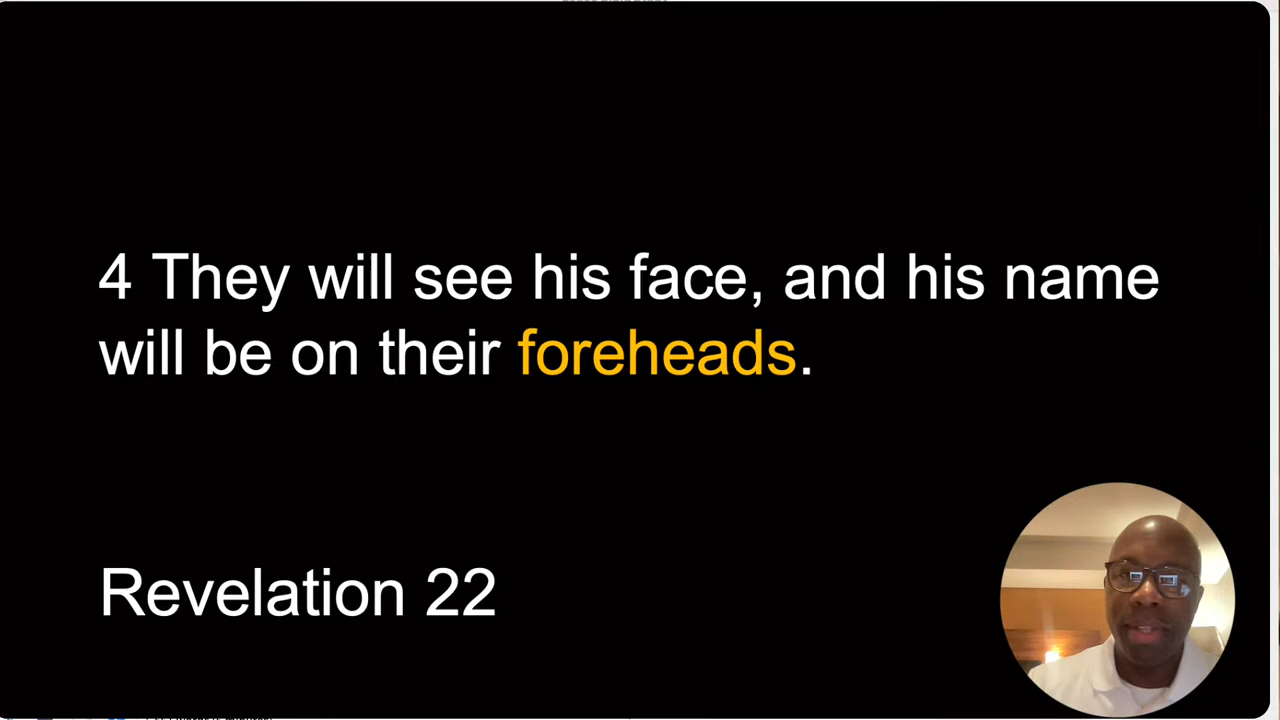 4 They will see his face, and his name
will be on their foreheads.
Revelation 22